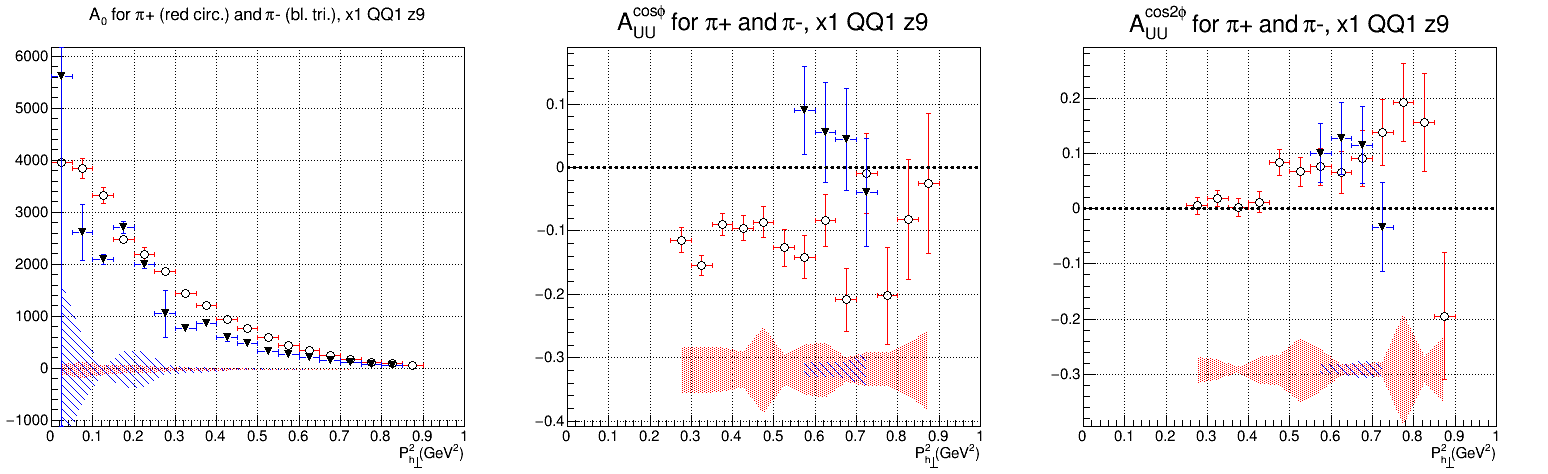 A0 for π+ (red circ.) and π- (bl. tri.), x1 QQ1 z9
6000
5000
4000
3000
2000
1000
0
−1000
0 0.1 0.2 0.3 0.4 0.5 0.6 0.7 0.8 0.9 1
P²h⊥(GeV²)
A^cosϕ_UU for π+ and π-, x1 QQ1 z9
0.1
0
−0.1
−0.2
−0.3
−0.4
0 0.1 0.2 0.3 0.4 0.5 0.6 0.7 0.8 0.9 1
P²h⊥(GeV²)
A^cos2ϕ_UU for π+ and π-, x1 QQ1 z9
0.2
0.1
0
−0.1
−0.2
−0.3
0 0.1 0.2 0.3 0.4 0.5 0.6 0.7 0.8 0.9 1
P²h⊥(GeV²)